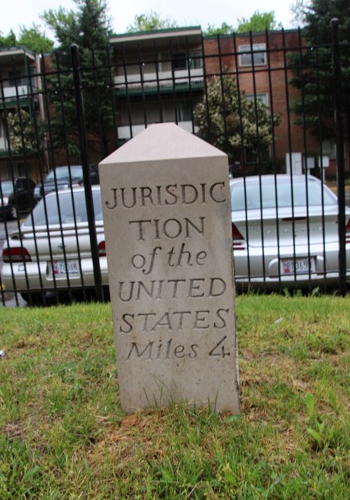 JURISDIC
TION
of the
UNITED
STATES
Miles 4